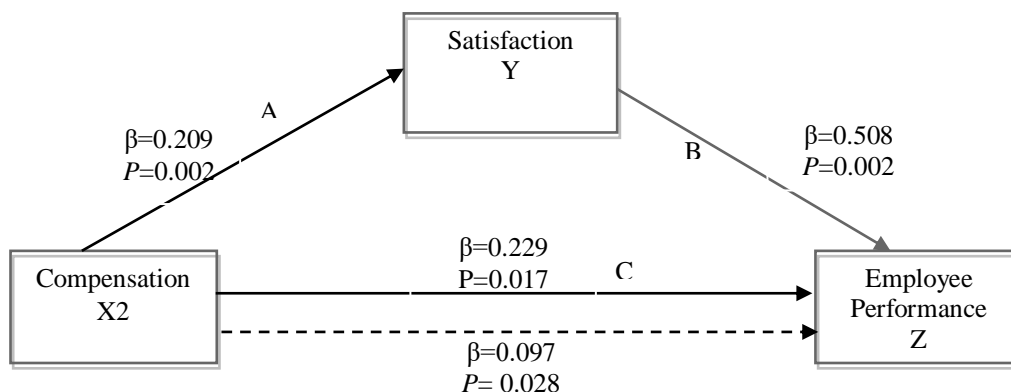 Satisfaction
Y
A
β=0.209
P=0.002
B
β=0.508
P=0.002
Compensation
X2
β=0.229
P=0.017
C
Employee
Performance
Z
β=0.097
P= 0.028